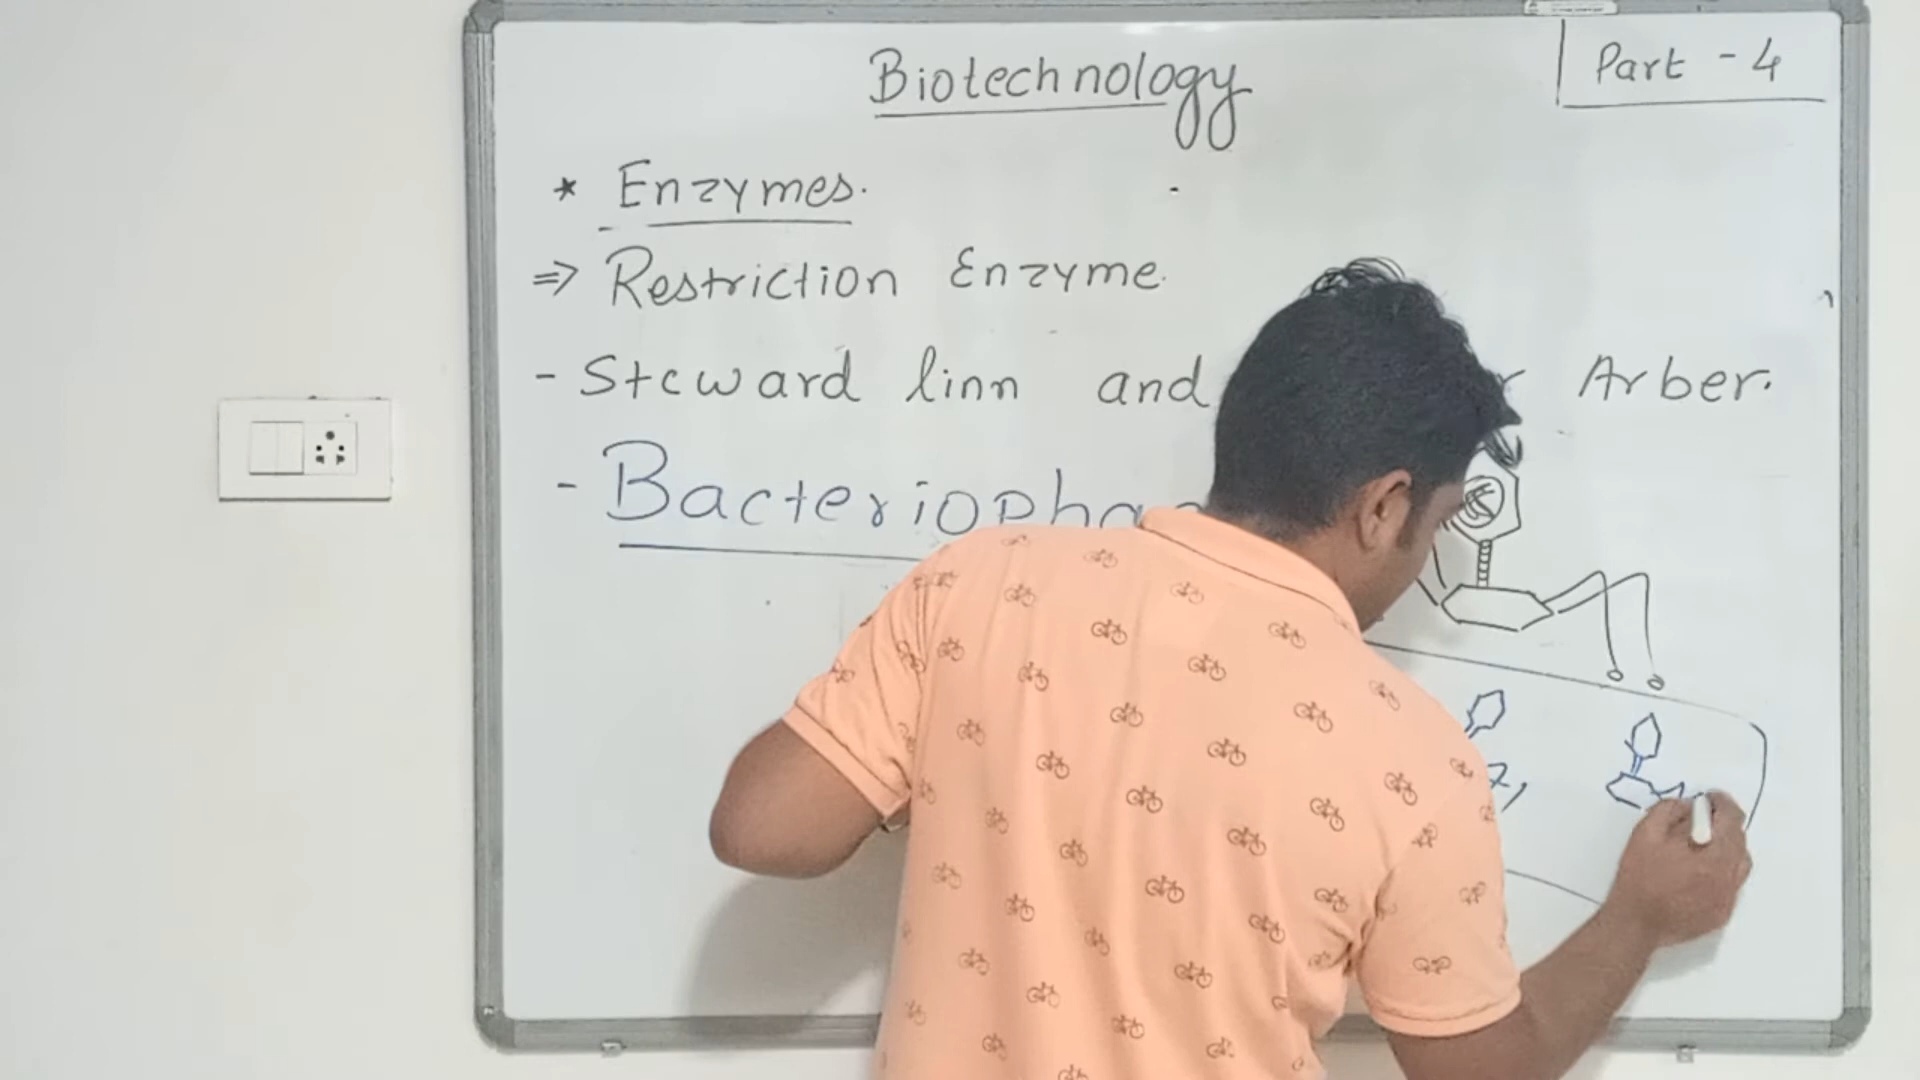 Biotechnology
Part - 4
* Enzymes.
⇒ Restriction Enzyme.
- Steward linn and Arber.
- Bacteriopha